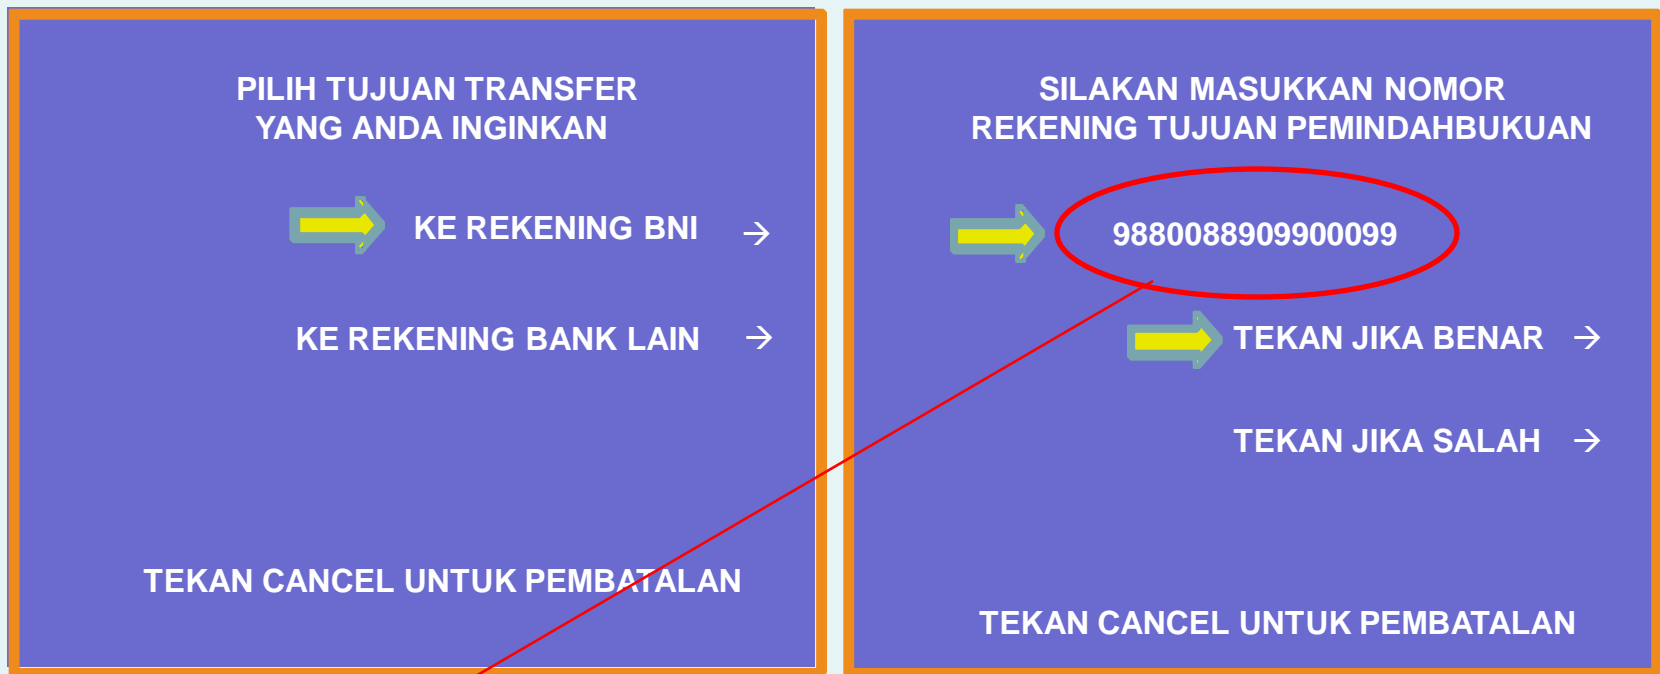 PILIH TUJUAN TRANSFER
YANG ANDA INGINKAN
KE REKENING BNI →
KE REKENING BANK LAIN →
TEKAN CANCEL UNTUK PEMBATALAN
SILAKAN MASUKKAN NOMOR
REKENING TUJUAN PEMINDAHBUKUAN
9880088909900099
TEKAN JIKA BENAR →
TEKAN JIKA SALAH →
TEKAN CANCEL UNTUK PEMBATALAN